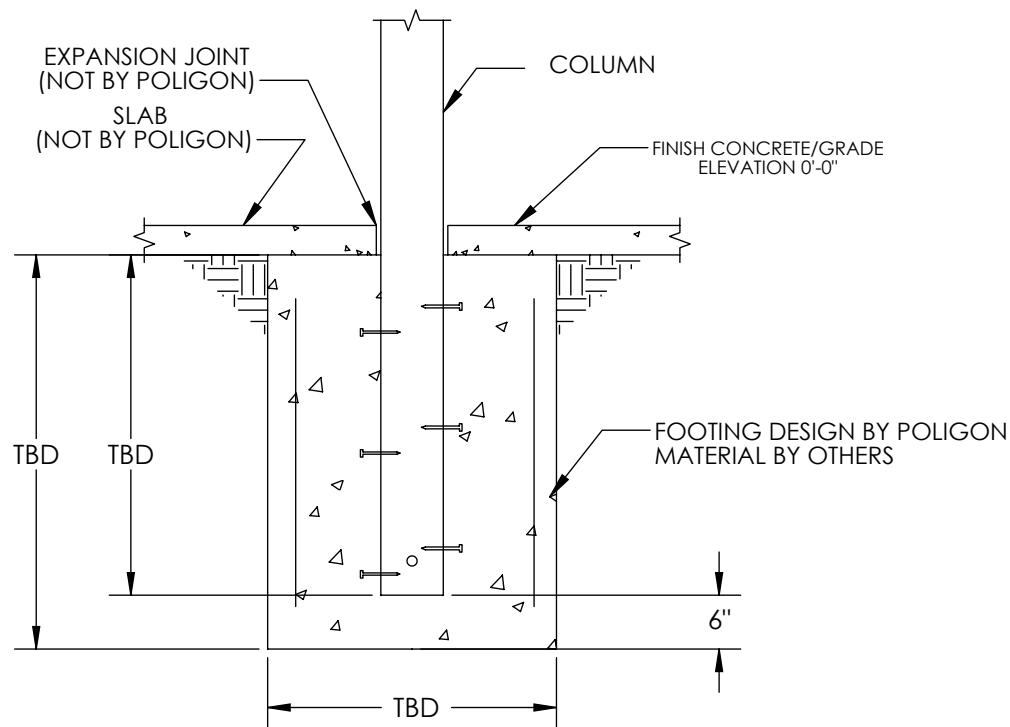 EXPANSION JOINT
(NOT BY POLIGON)
SLAB
(NOT BY POLIGON)
COLUMN
FINISH CONCRETE/GRADE
ELEVATION 0'-0"
TBD
TBD
FOOTING DESIGN BY POLIGON
MATERIAL BY OTHERS
6"
TBD